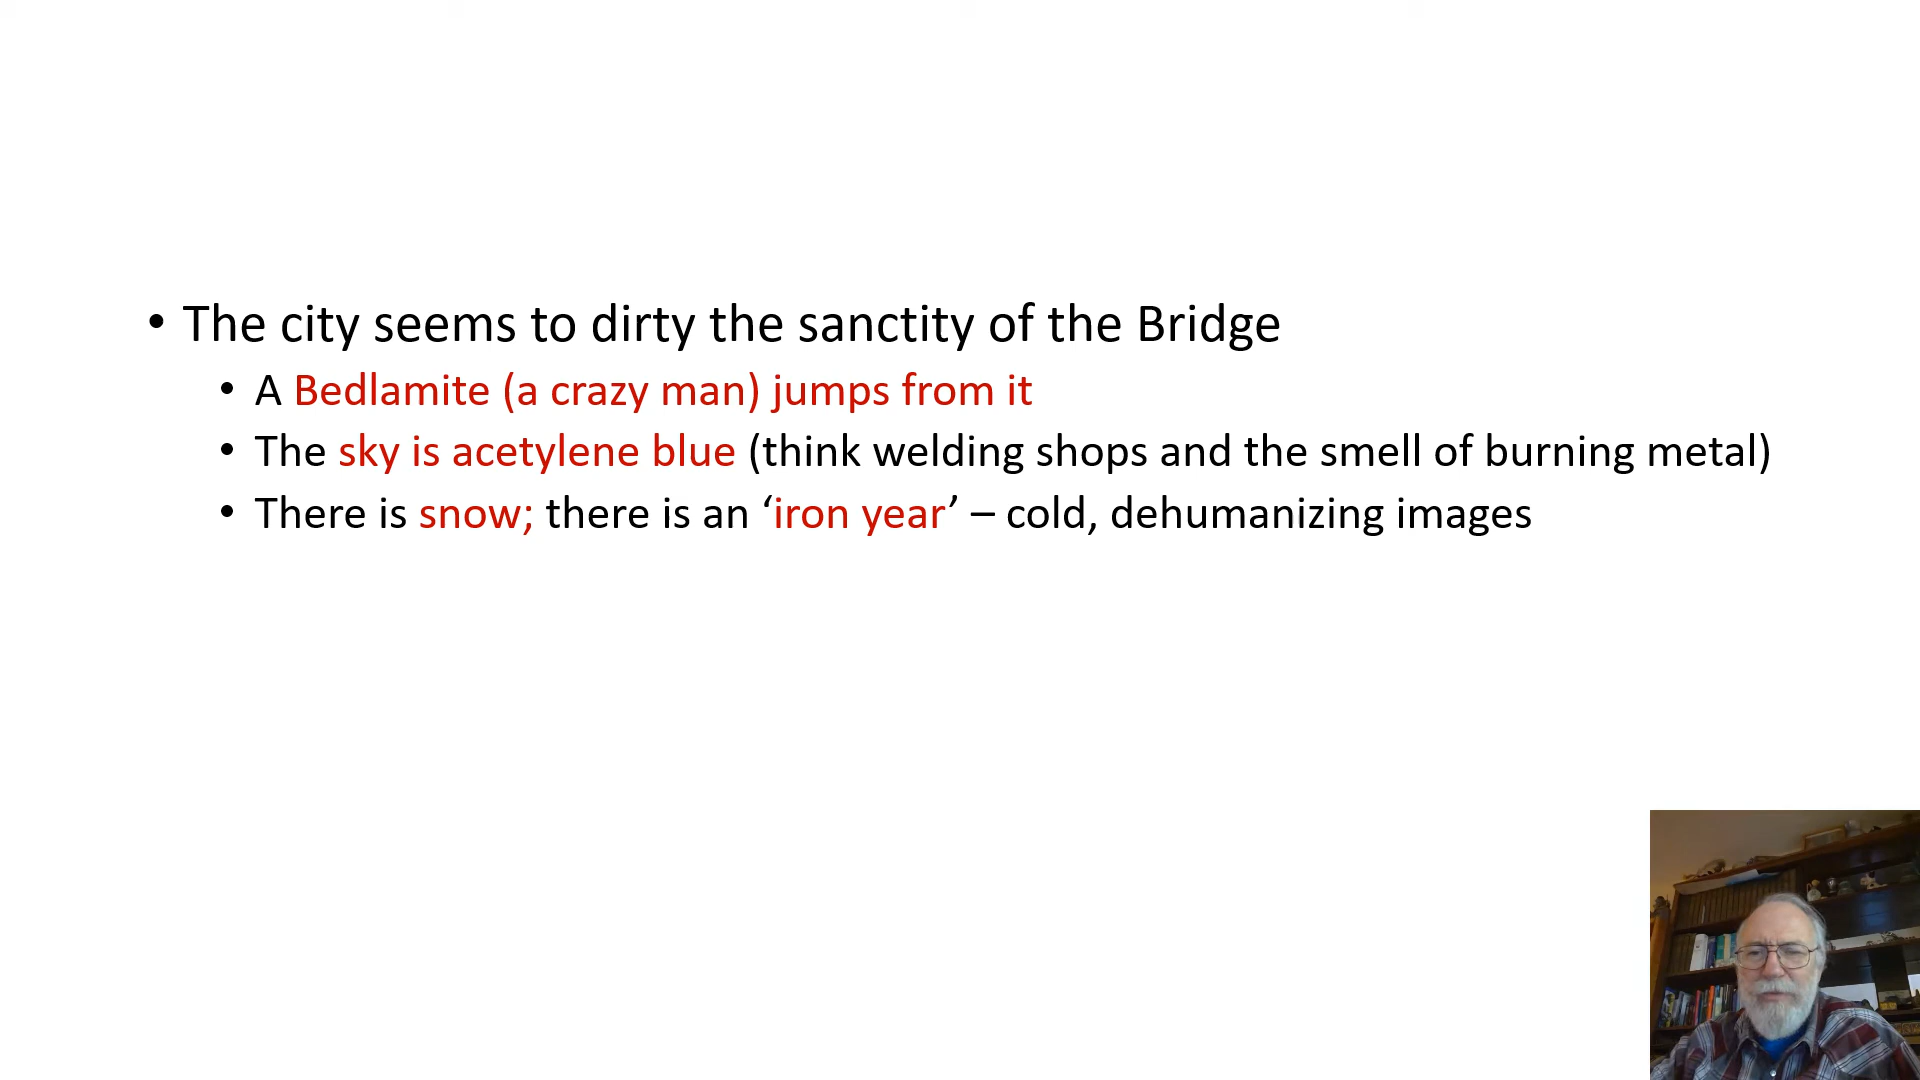 • The city seems to dirty the sanctity of the Bridge
• A Bedlamite (a crazy man) jumps from it
• The sky is acetylene blue (think welding shops and the smell of burning metal)
• There is snow; there is an ‘iron year’ – cold, dehumanizing images